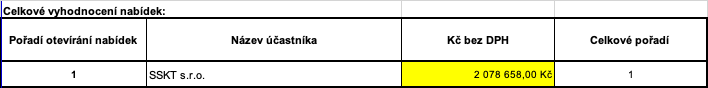 Celkové vyhodnocení nabídek:
Pořadí otevírání nabídek Název účastníka Kč bez DPH Celkové pořadí
1 SSKT s.r.o. 2 078 658,00 Kč 1